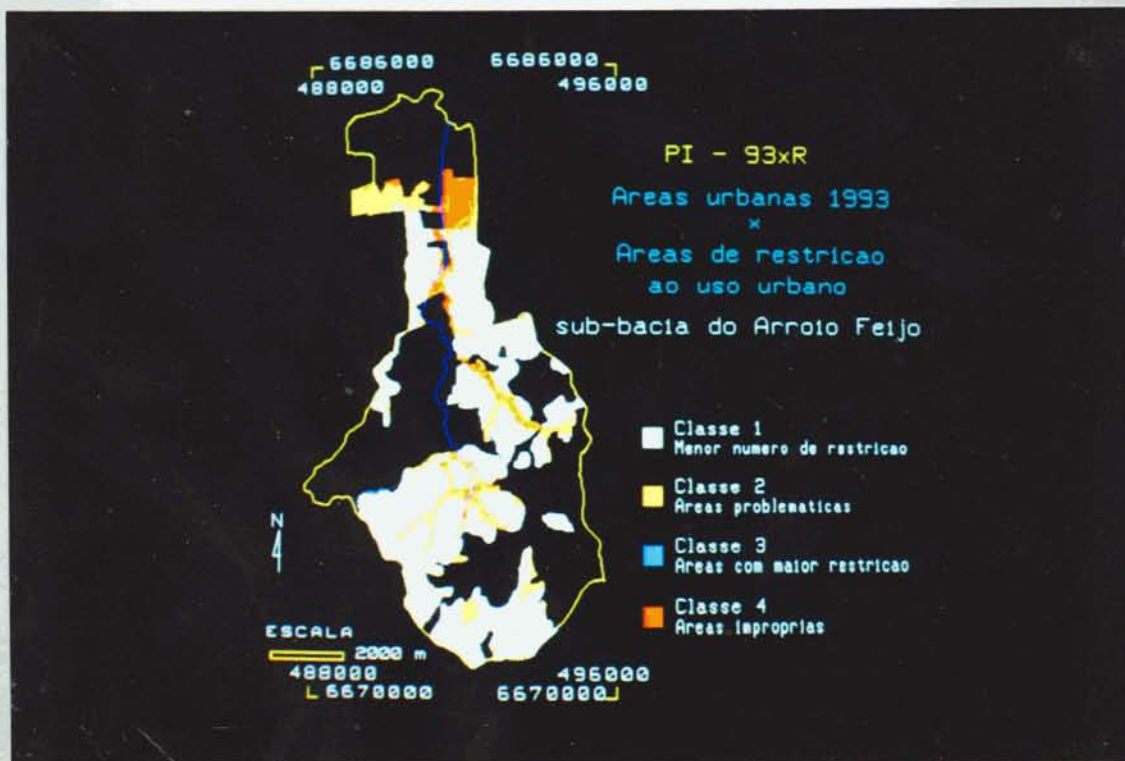 6686000 6686000
488000 496000
PI - 93xR
Areas urbanas 1993
×
Areas de restricao
ao uso urbano
sub-bacia do Arroio Feijo
Classe 1
Menor numero de restricao
Classe 2
Areas problematicas
Classe 3
Areas com maior restricao
Classe 4
Areas improprias
N
ESCALA
2000 m
488000 496000
6670000 6670000